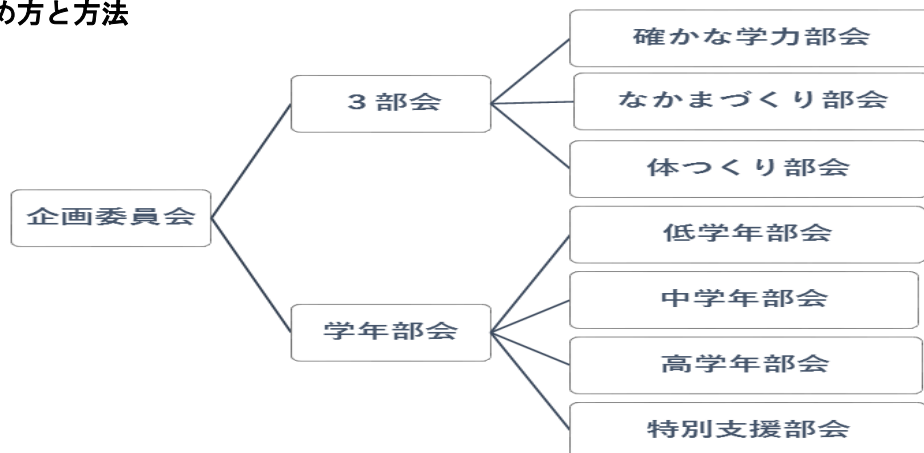 め方と方法
確かな学力部会
3部会
なかまづくり部会
体つくり部会
企画委員会
低学年部会
中学年部会
学年部会
高学年部会
特別支援部会